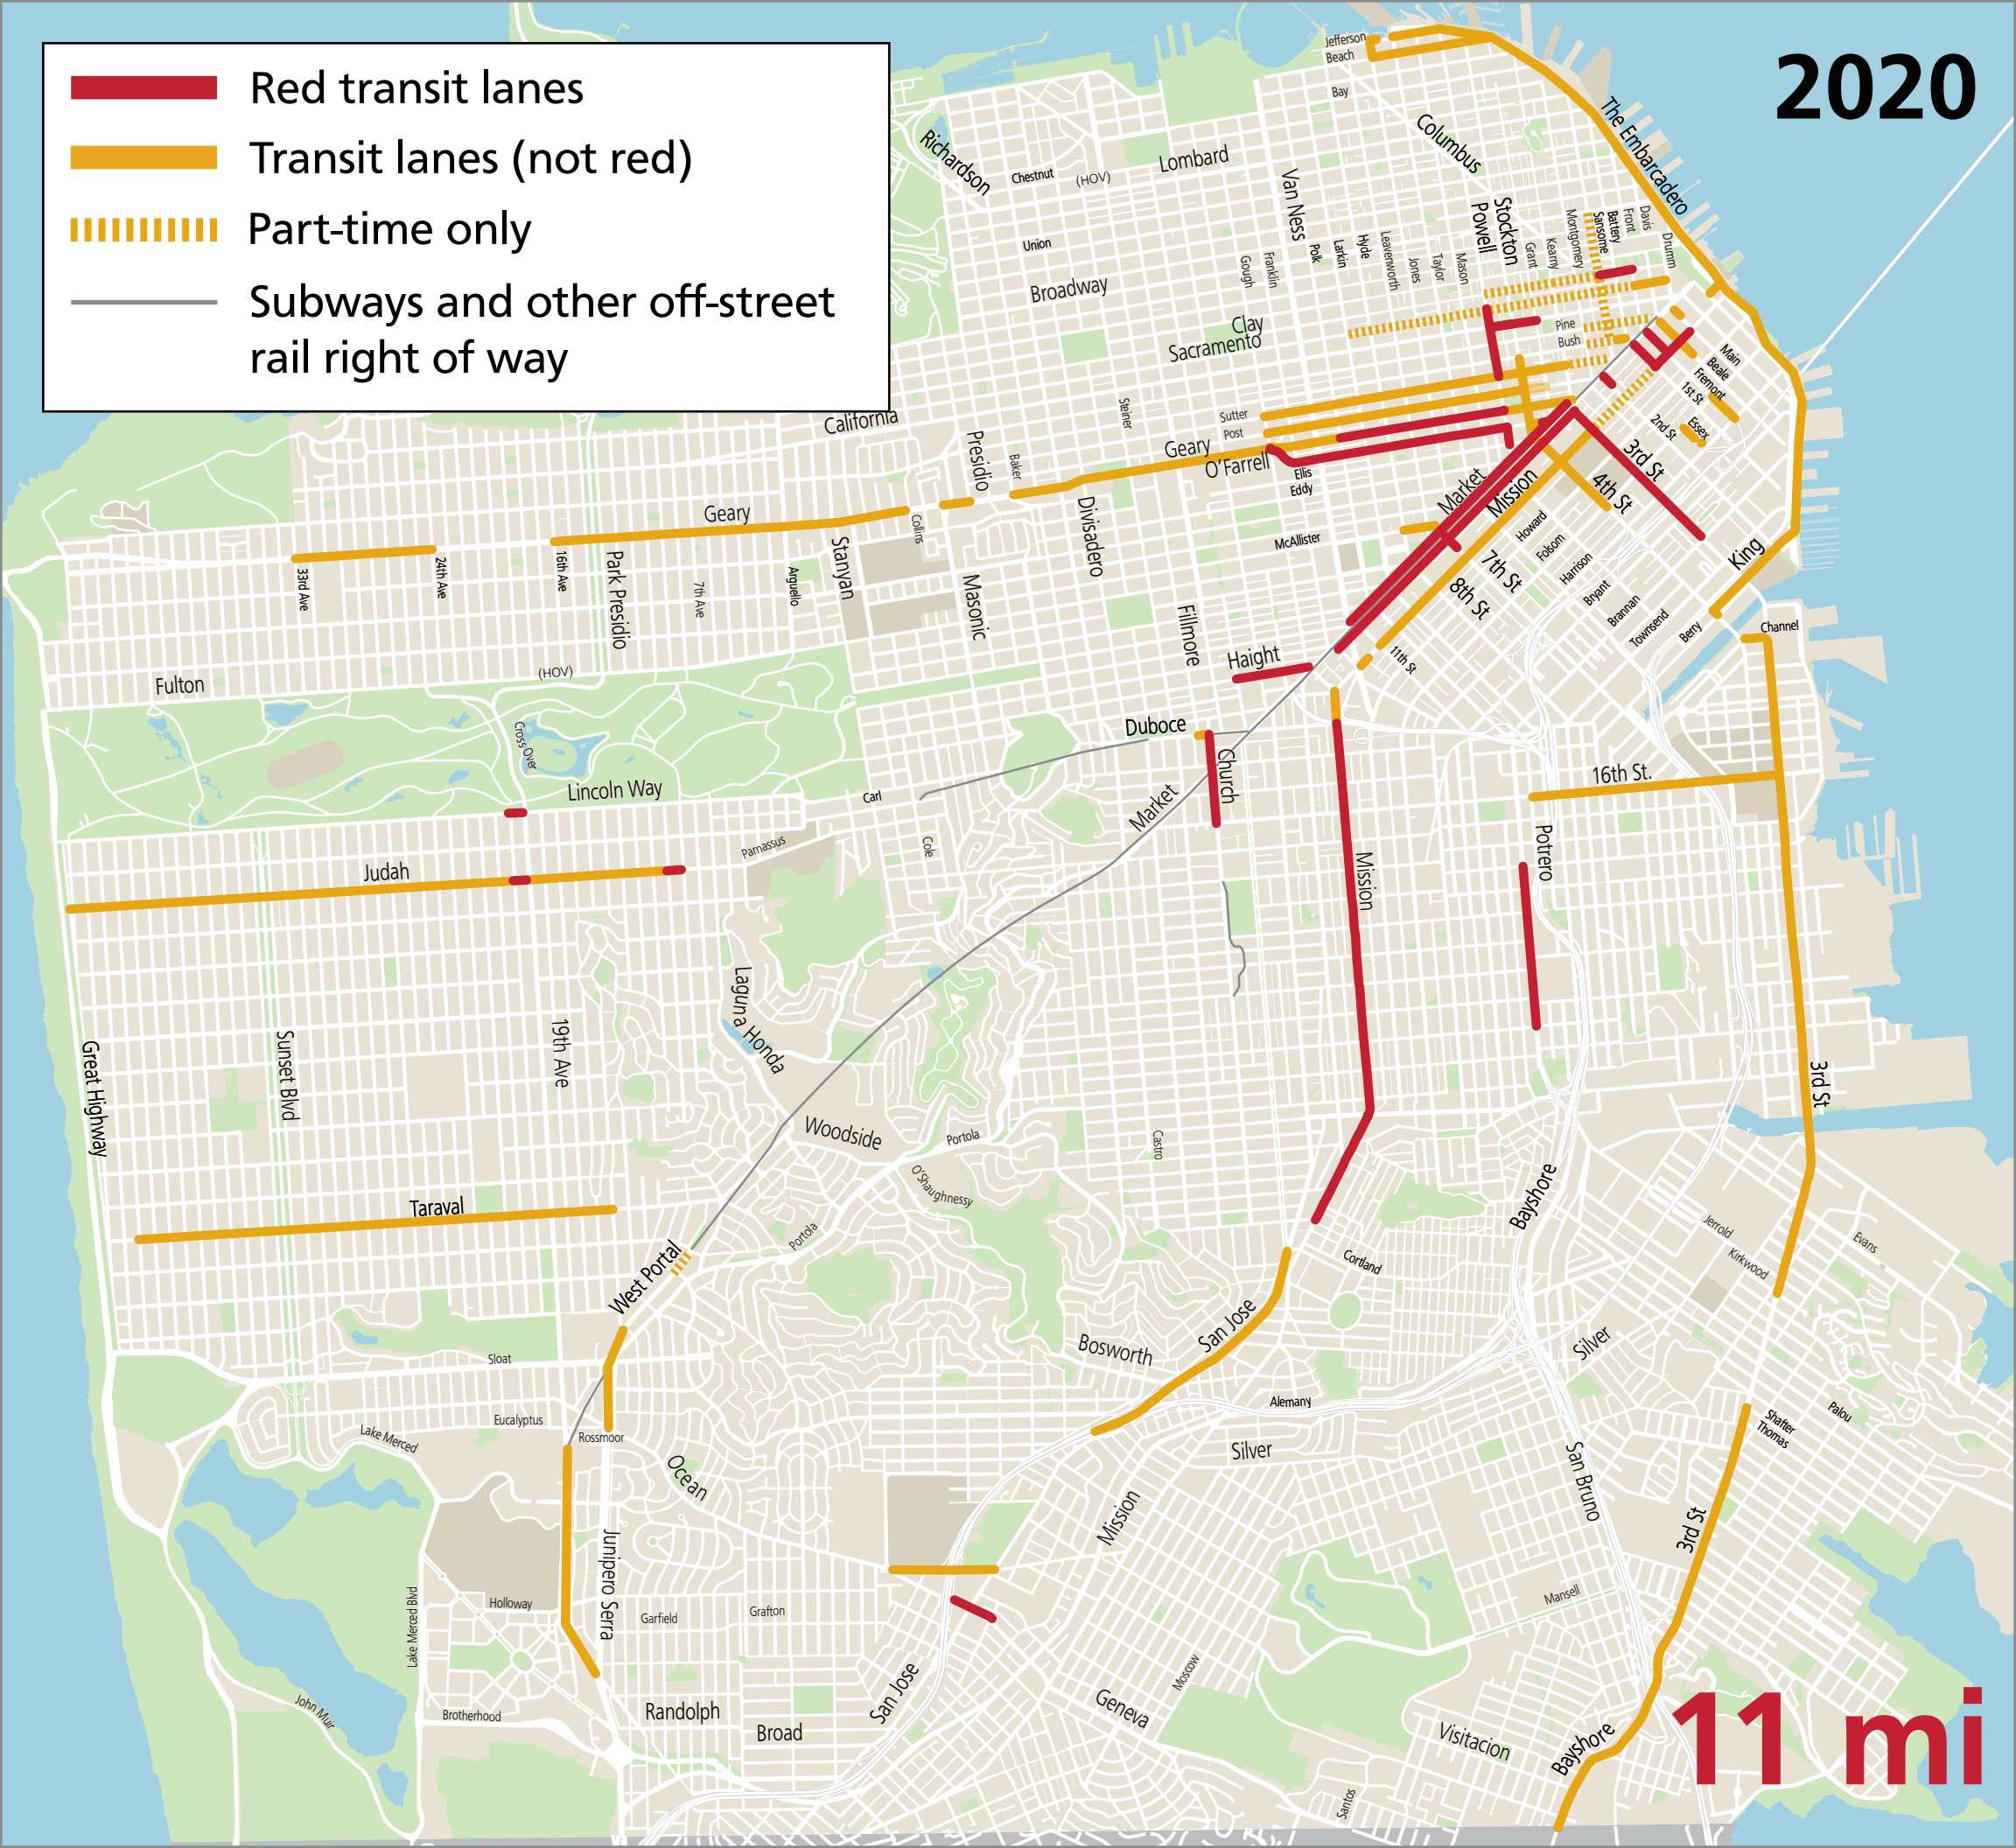 2020
Red transit lanes
Transit lanes (not red)
Part-time only
Subways and other off-street
rail right of way
Jefferson
Beach
Bay
Columbus
The Embarcadero
Richardson
Chestnut
(HOV)
Lombard
Van Ness
Union
Broadway
Gough
Franklin
Polk
Larkin
Hyde
Leavenworth
Jones
Taylor
Mason
Powell
Stockton
Grant
Kearny
Montgomery
Sansome
Battery
Front
Davis
Drumm
Clay
Sacramento
Pine
Bush
California
Presidio
Baker
Steiner
Sutter
Post
Geary
O'Farrell
Ellis
Eddy
Main
Beale
Fremont
1st St
Essex
2nd St
3rd St
4th St
Market
Mission
Geary
Collins
Divisadero
McAllister
Howard
Folsom
Harrison
Bryant
Brannan
Townsend
Berry
King
Channel
7th St
8th St
11th St
33rd Ave
24th Ave
16th Ave
Park Presidio
7th Ave
Arguello
Stanyan
Masonic
Fillmore
Haight
Fulton
(HOV)
Cross Over
Lincoln Way
Duboce
Church
Market
16th St.
Carl
Cole
Parnassus
Judah
Mission
Potrero
Laguna Honda
Great Highway
Sunset Blvd
19th Ave
3rd St
Woodside
Portola
Castro
O'Shaughnessy
Portola
Taraval
West Portal
Bayshore
Jerrold
Kirkwood
Evans
Cortland
San Jose
Bosworth
Silver
Sloat
Eucalyptus
Rossmoor
Lake Merced
Ocean
Alemany
Silver
Shafter
Thomas
Palou
Mission
San Bruno
3rd St
Junipero Serra
Holloway
Garfield
Grafton
Mansell
Lake Merced Blvd
John Muir
Brotherhood
Randolph
Broad
San Jose
Moscow
Geneva
Visitacion
Bayshore
Santos
11 mi